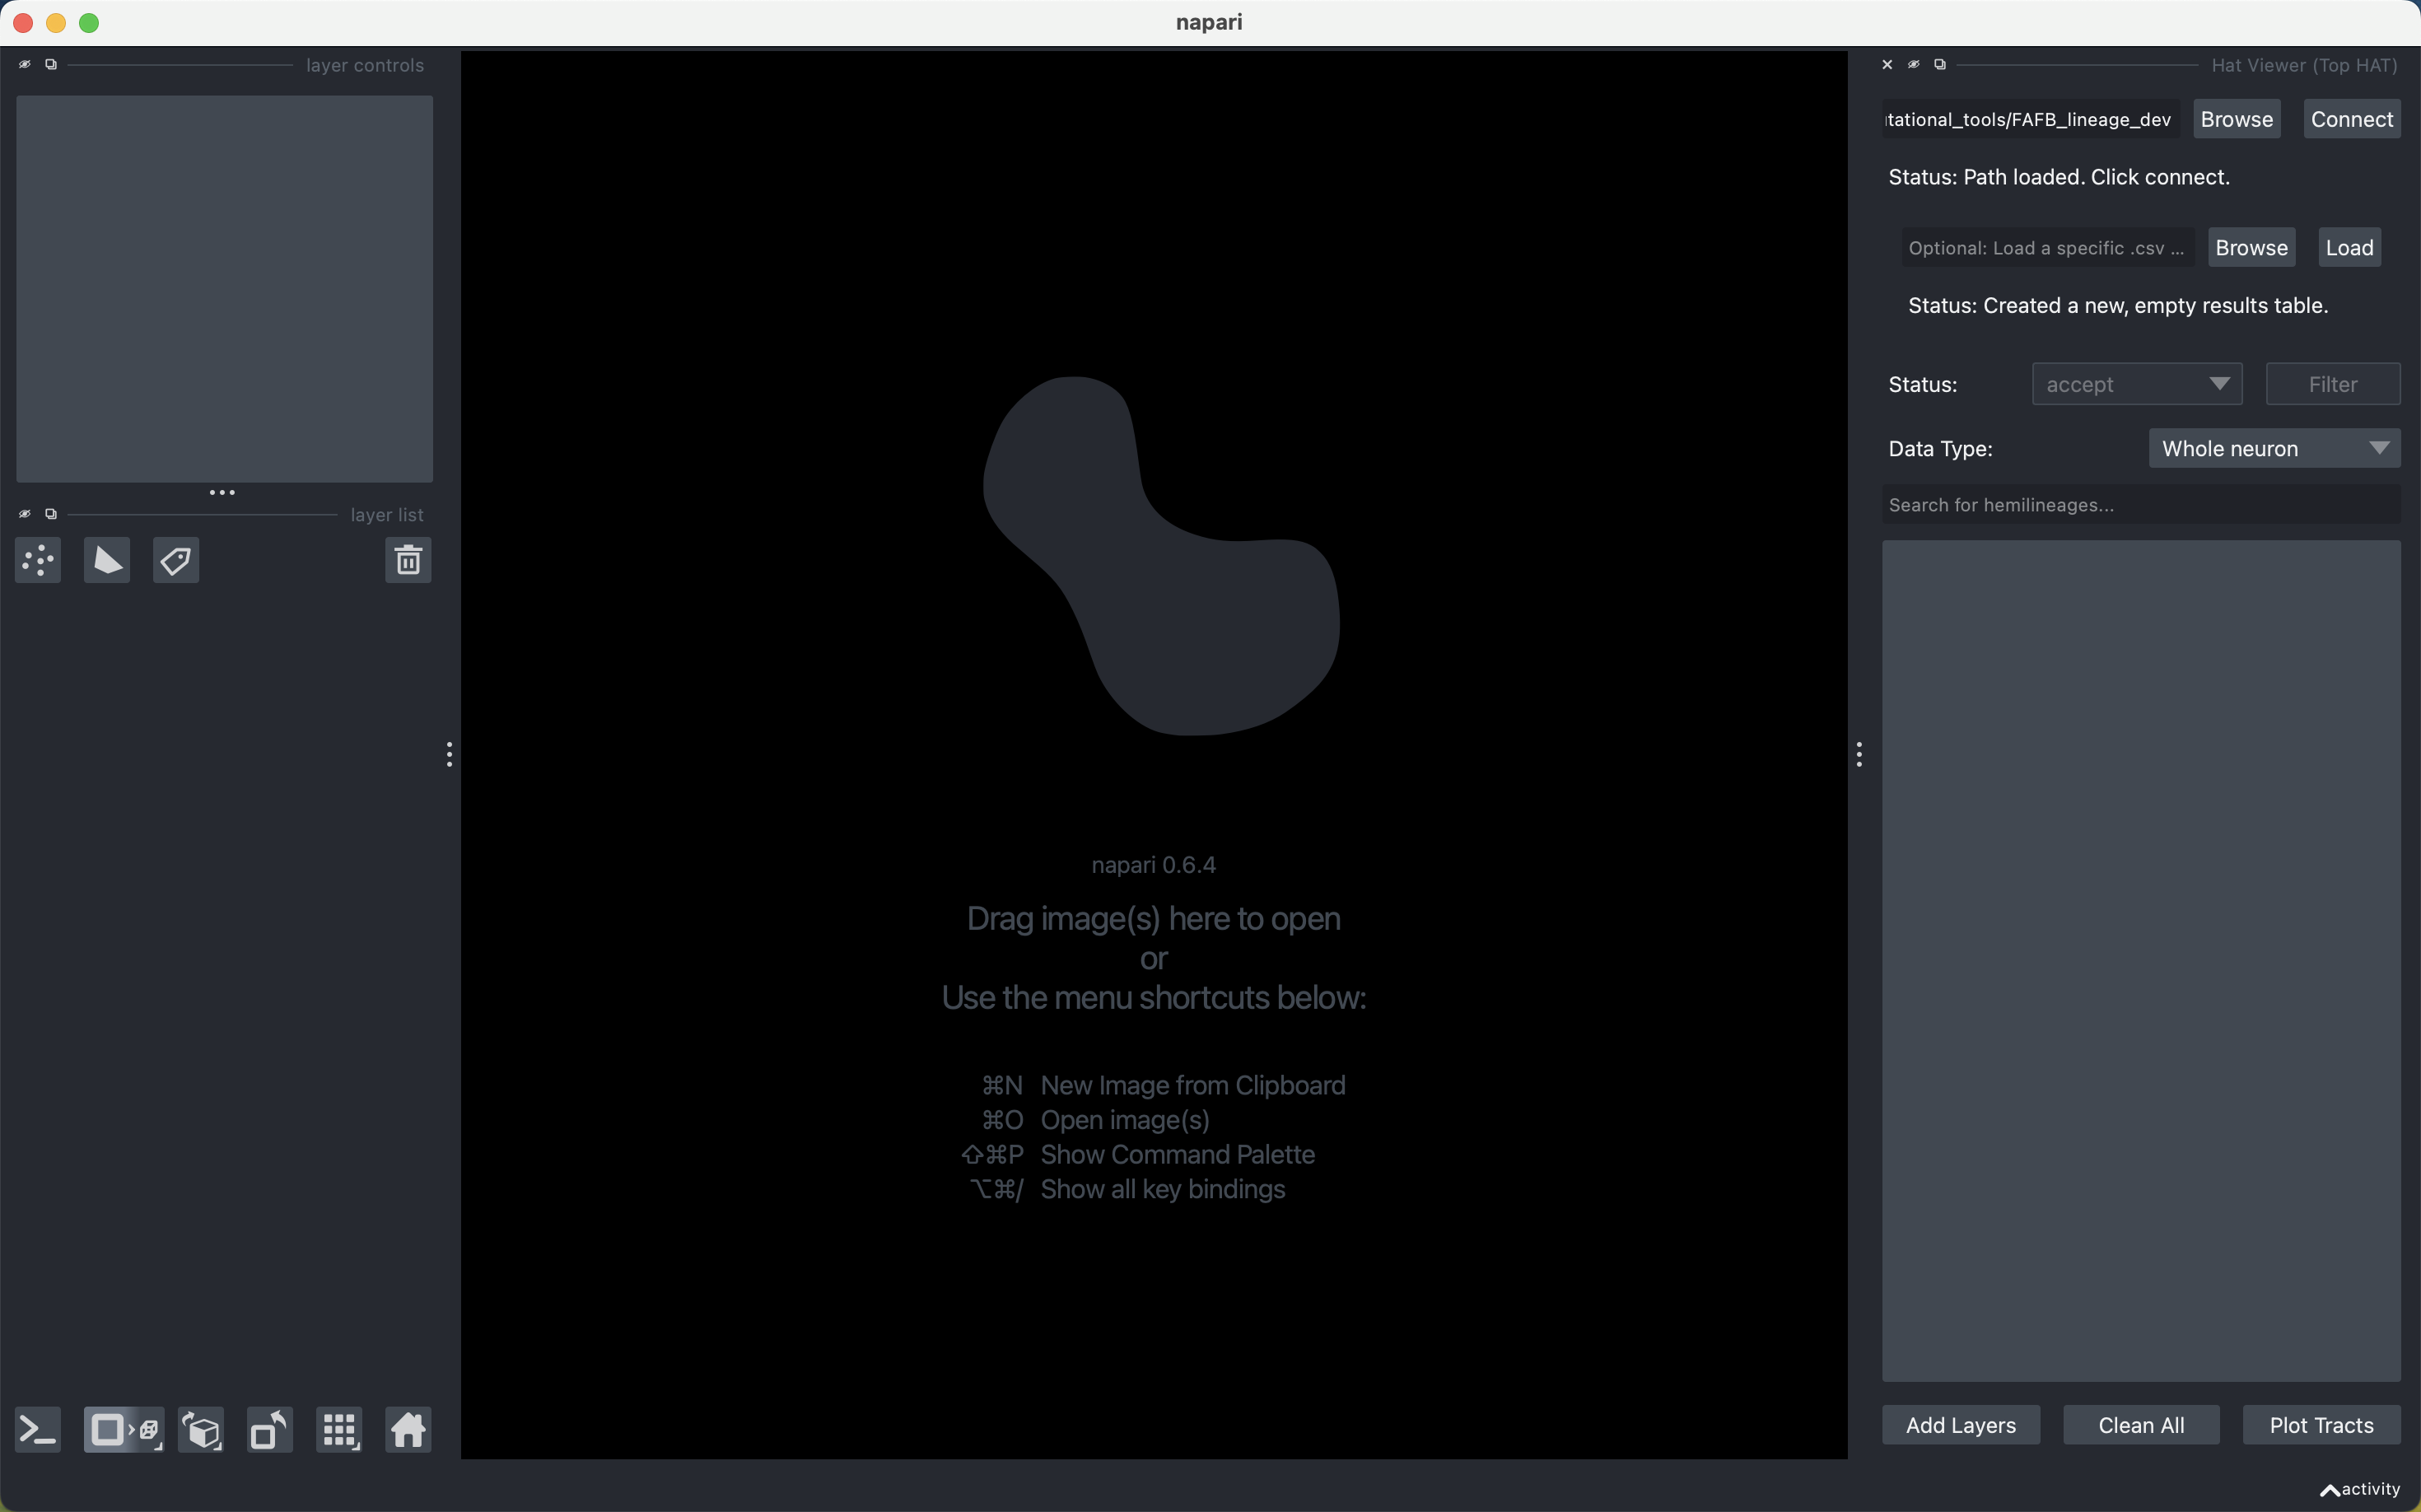 napari
layer controls
layer list
napari 0.6.4
Drag image(s) here to open
or
Use the menu shortcuts below:
⌘N New Image from Clipboard
⌘O Open image(s)
⇧⌘P Show Command Palette
⌥⌘/ Show all key bindings
Hat Viewer (Top HAT)
tational_tools/FAFB_lineage_dev Browse Connect
Status: Path loaded. Click connect.
Optional: Load a specific .csv ... Browse Load
Status: Created a new, empty results table.
Status: accept Filter
Data Type: Whole neuron
Search for hemilineages...
Add Layers Clean All Plot Tracts
activity